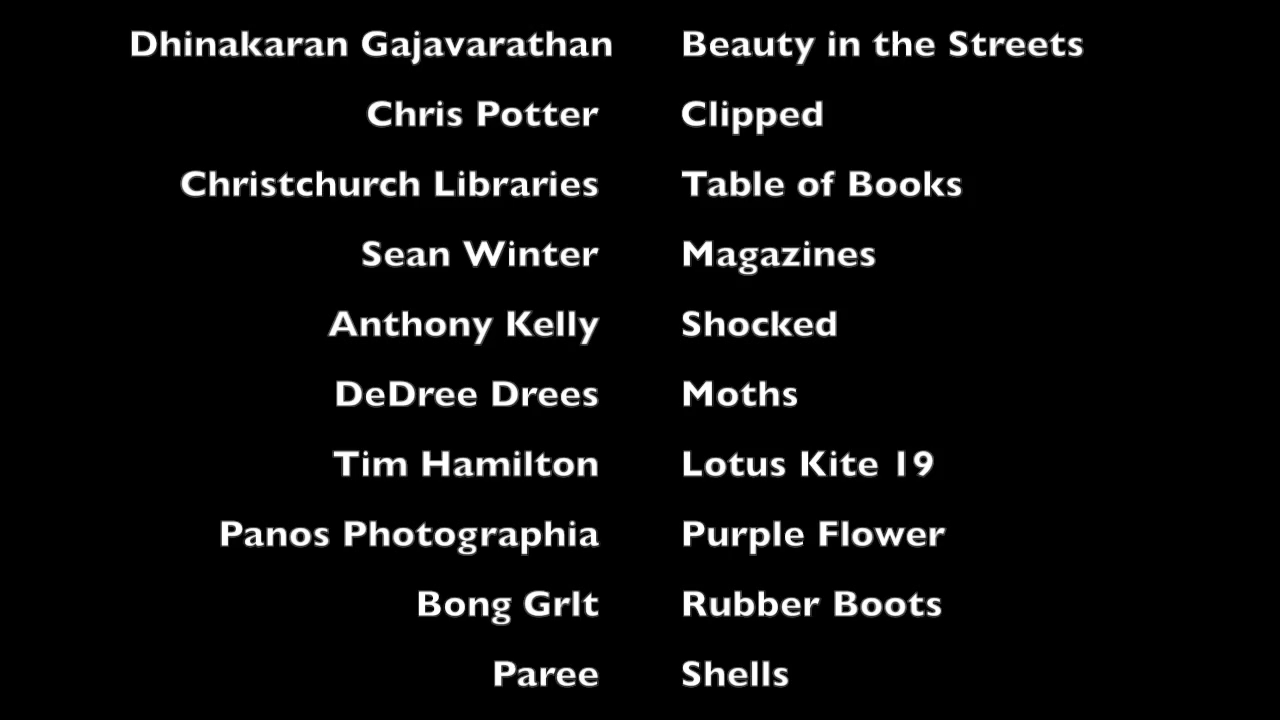 Dhinakaran Gajavarathan Beauty in the Streets
Chris Potter Clipped
Christchurch Libraries Table of Books
Sean Winter Magazines
Anthony Kelly Shocked
DeDree Drees Moths
Tim Hamilton Lotus Kite 19
Panos Photographia Purple Flower
Bong Grlt Rubber Boots
Paree Shells